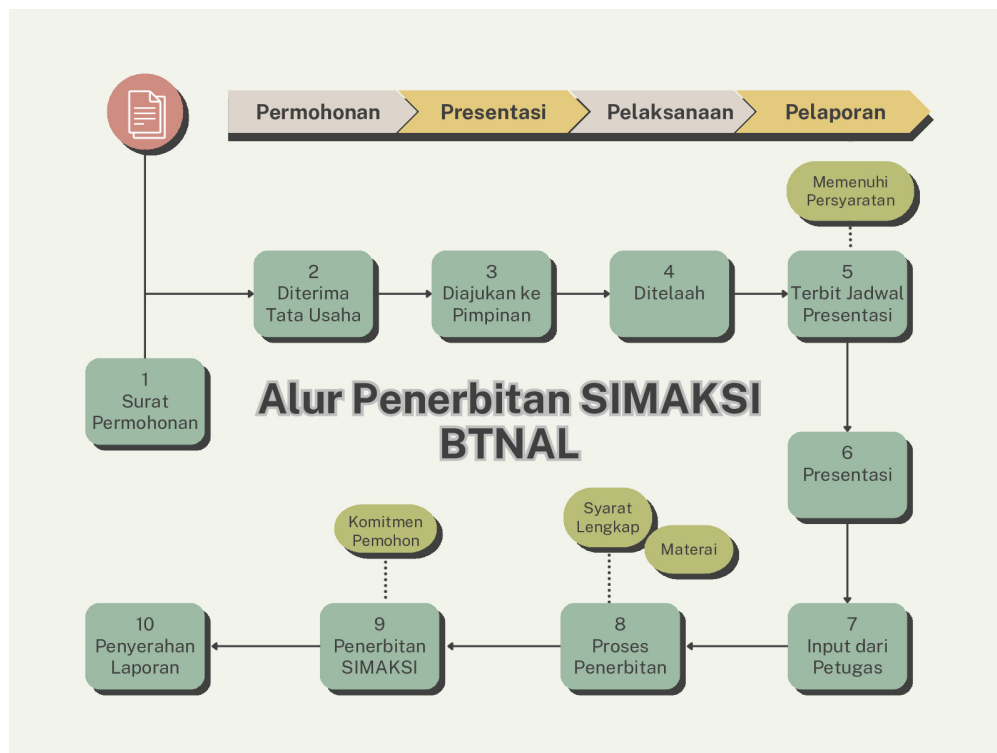 Permohonan
Presentasi
Pelaksanaan
Pelaporan
Memenuhi
Persyaratan
1
Surat
Permohonan
2
Diterima
Tata Usaha
3
Diajukan ke
Pimpinan
4
Ditelaah
5
Terbit Jadwal
Presentasi
Alur Penerbitan SIMAKSI
BTNAL
6
Presentasi
Komitmen
Pemohon
Syarat
Lengkap
Materai
7
Input dari
Petugas
8
Proses
Penerbitan
9
Penerbitan
SIMAKSI
10
Penyerahan
Laporan